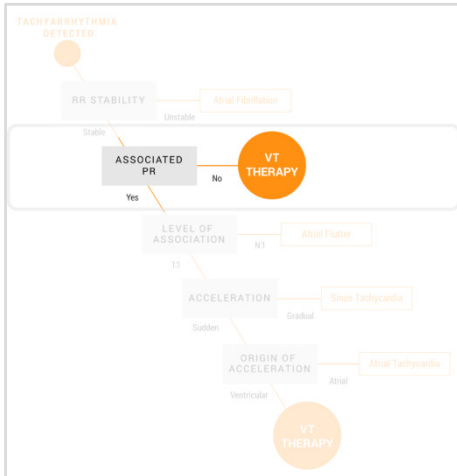 TACHYARRHYTHMIA
DETECTED
RR STABILITY
Atrial Fibrillation
Unstable
Stable
ASSOCIATED
PR
VT
THERAPY
No
Yes
LEVEL OF
ASSOCIATION
Atrial Flutter
N:1
1:1
ACCELERATION
Sinus Tachycardia
Gradual
Sudden
ORIGIN OF
ACCELERATION
Atrial Tachycardia
Atrial
Ventricular
VT
THERAPY